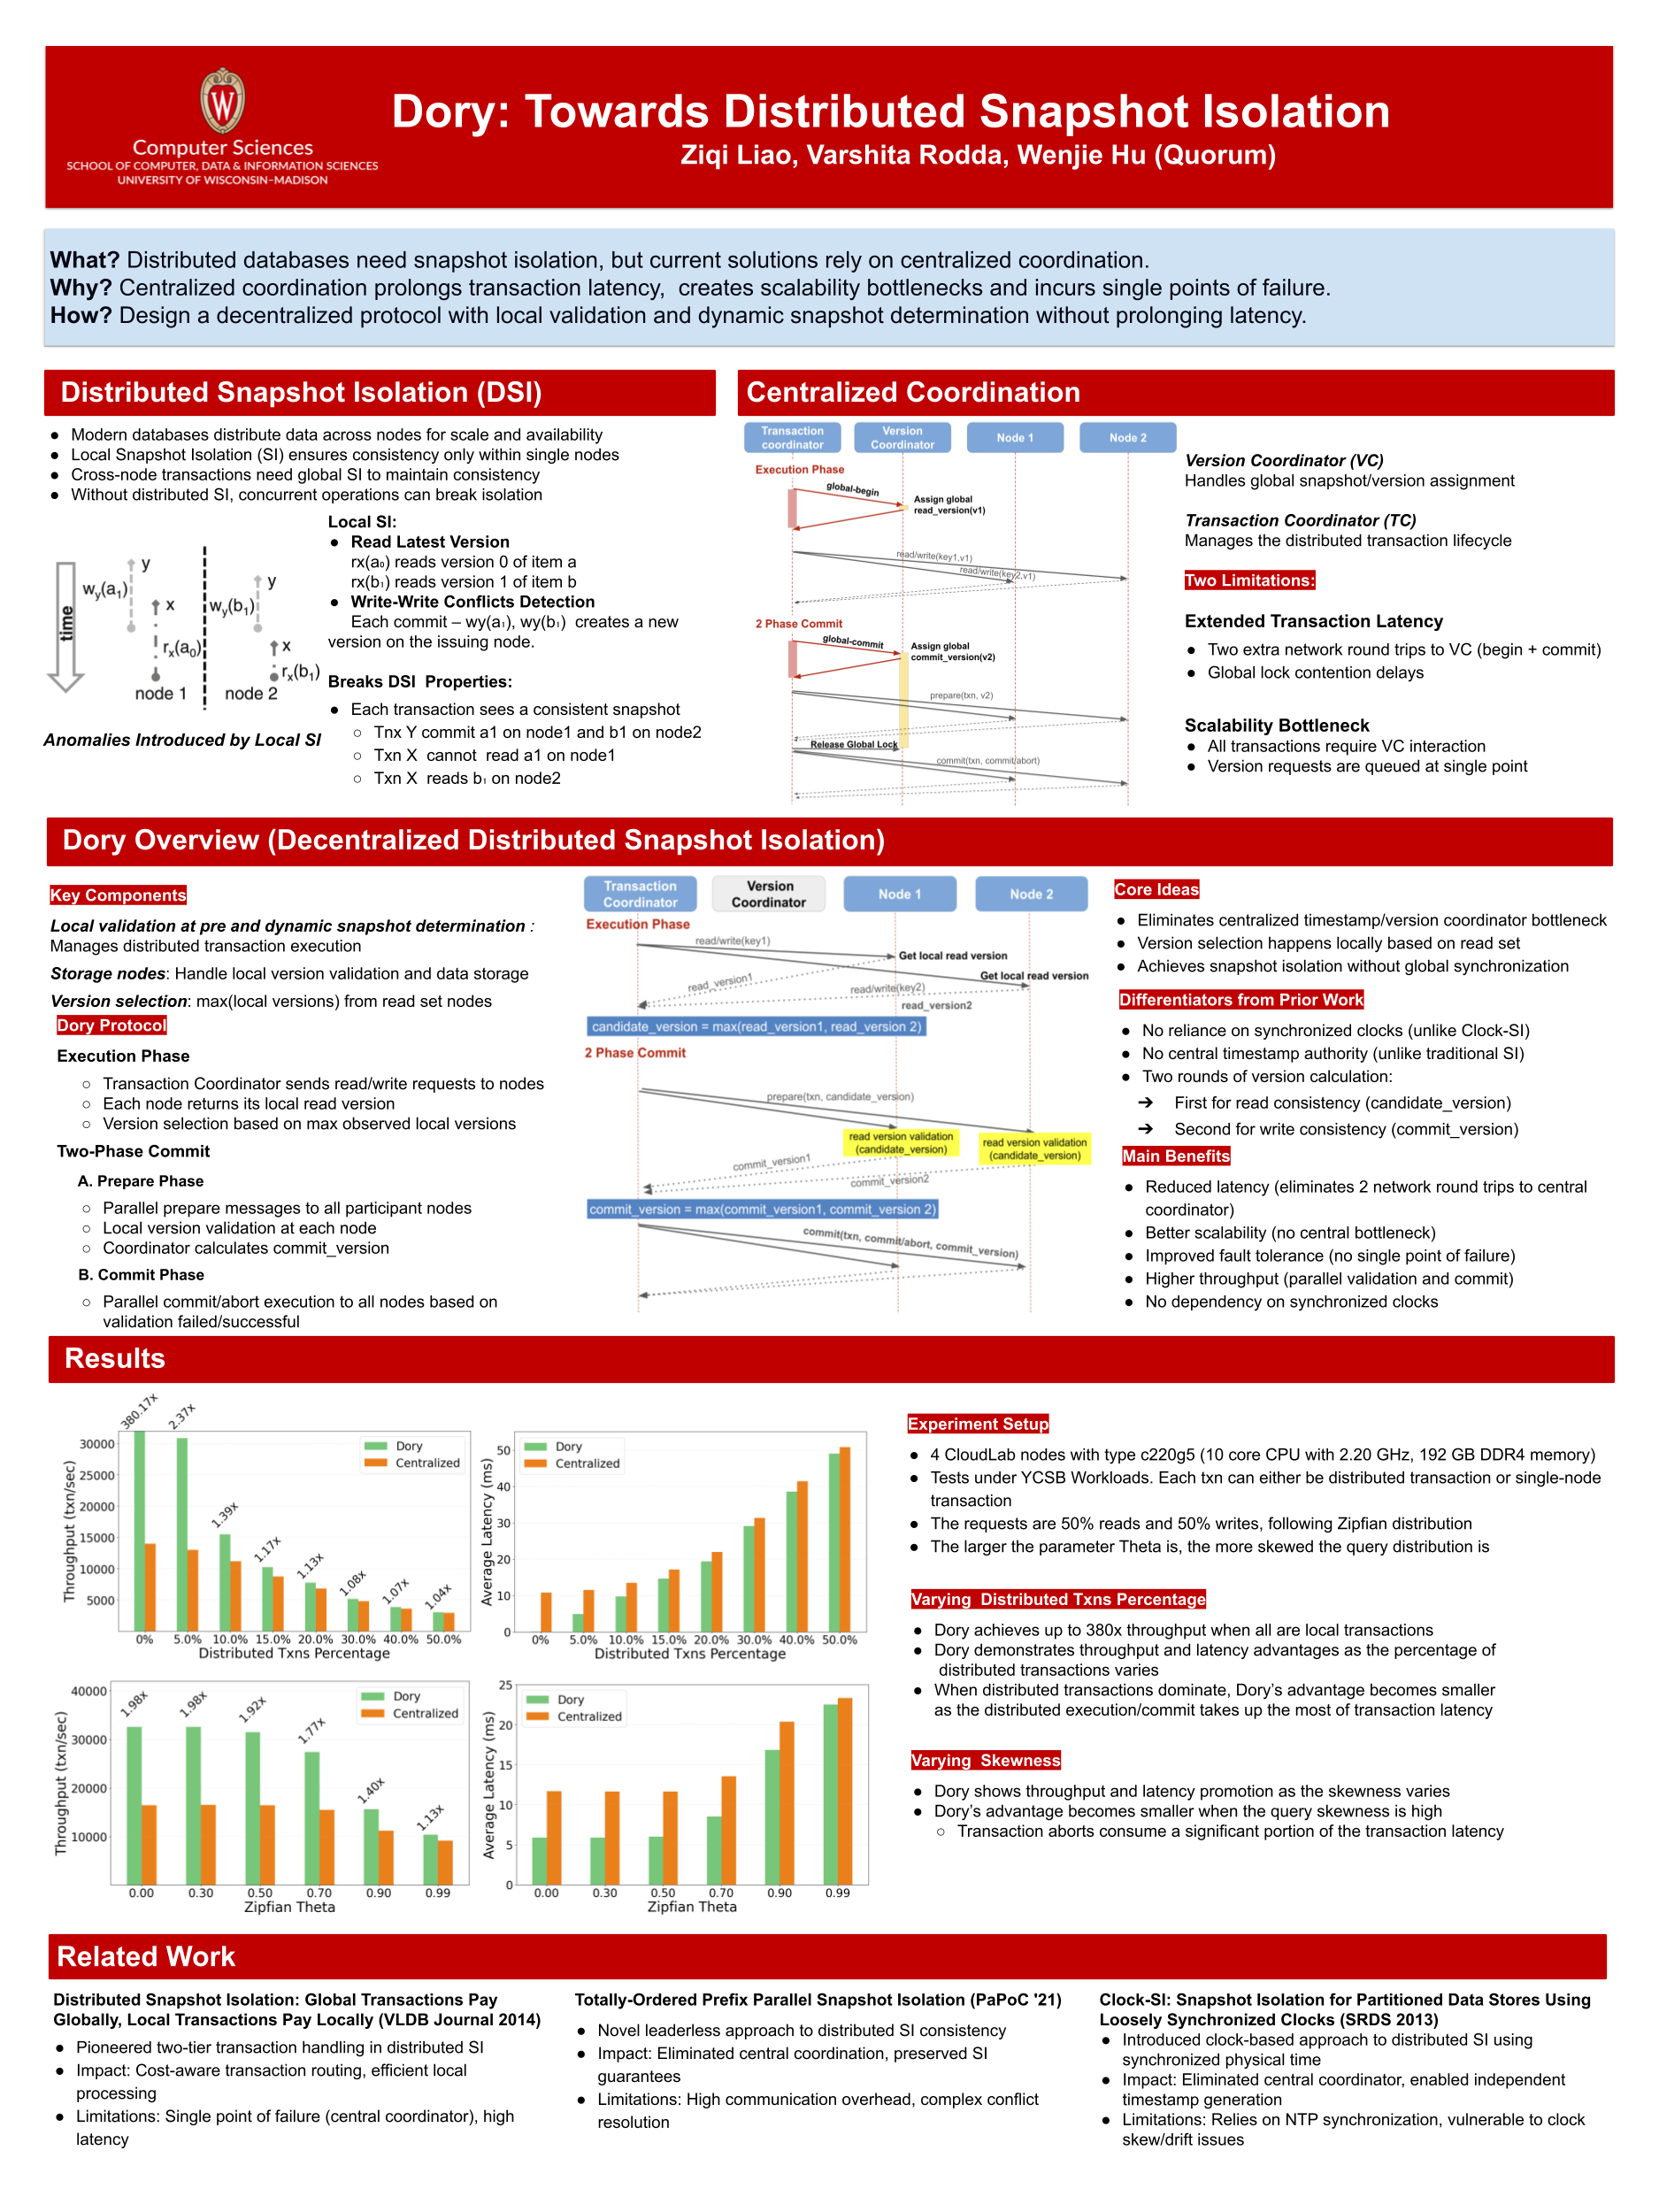 Computer Sciences
SCHOOL OF COMPUTER, DATA & INFORMATION SCIENCES
UNIVERSITY OF WISCONSIN–MADISON
Dory: Towards Distributed Snapshot Isolation
Ziqi Liao, Varshita Rodda, Wenjie Hu (Quorum)
What? Distributed databases need snapshot isolation, but current solutions rely on centralized coordination.
Why? Centralized coordination prolongs transaction latency, creates scalability bottlenecks and incurs single points of failure.
How? Design a decentralized protocol with local validation and dynamic snapshot determination without prolonging latency.
Distributed Snapshot Isolation (DSI)
● Modern databases distribute data across nodes for scale and availability
● Local Snapshot Isolation (SI) ensures consistency only within single nodes
● Cross-node transactions need global SI to maintain consistency
● Without distributed SI, concurrent operations can break isolation
time
y
wy(a1)
x
rx(a0)
node 1
y
wy(b1)
x
rx(b1)
node 2
Anomalies Introduced by Local SI
Local SI:
● Read Latest Version
rx(a₀) reads version 0 of item a
rx(b₁) reads version 1 of item b
● Write-Write Conflicts Detection
Each commit – wy(a₁), wy(b₁) creates a new
version on the issuing node.
Breaks DSI Properties:
● Each transaction sees a consistent snapshot
○ Tnx Y commit a1 on node1 and b1 on node2
○ Txn X cannot read a1 on node1
○ Txn X reads b₁ on node2
Centralized Coordination
Transaction
coordinator
Version
Coordinator
Node 1
Node 2
Execution Phase
global-begin
Assign global
read_version(v1)
read/write(key1,v1)
read/write(key2,v1)
2 Phase Commit
global-commit
Assign global
commit_version(v2)
prepare(txn, v2)
Release Global Lock
commit(txn, commit/abort)
Version Coordinator (VC)
Handles global snapshot/version assignment
Transaction Coordinator (TC)
Manages the distributed transaction lifecycle
Two Limitations:
Extended Transaction Latency
● Two extra network round trips to VC (begin + commit)
● Global lock contention delays
Scalability Bottleneck
● All transactions require VC interaction
● Version requests are queued at single point
Dory Overview (Decentralized Distributed Snapshot Isolation)
Key Components
Local validation at pre and dynamic snapshot determination :
Manages distributed transaction execution
Storage nodes: Handle local version validation and data storage
Version selection: max(local versions) from read set nodes
Dory Protocol
Execution Phase
○ Transaction Coordinator sends read/write requests to nodes
○ Each node returns its local read version
○ Version selection based on max observed local versions
Two-Phase Commit
A. Prepare Phase
○ Parallel prepare messages to all participant nodes
○ Local version validation at each node
○ Coordinator calculates commit_version
B. Commit Phase
○ Parallel commit/abort execution to all nodes based on
validation failed/successful
Transaction
Coordinator
Version
Coordinator
Node 1
Node 2
Execution Phase
read/write(key1)
Get local read version
Get local read version
read_version1
read/write(key2)
read_version2
candidate_version = max(read_version1, read_version 2)
2 Phase Commit
prepare(txn, candidate_version)
read version validation
(candidate_version)
read version validation
(candidate_version)
commit_version1
commit_version2
commit_version = max(commit_version1, commit_version 2)
commit(txn, commit/abort, commit_version)
Core Ideas
● Eliminates centralized timestamp/version coordinator bottleneck
● Version selection happens locally based on read set
● Achieves snapshot isolation without global synchronization
Differentiators from Prior Work
● No reliance on synchronized clocks (unlike Clock-SI)
● No central timestamp authority (unlike traditional SI)
● Two rounds of version calculation:
➔ First for read consistency (candidate_version)
➔ Second for write consistency (commit_version)
Main Benefits
● Reduced latency (eliminates 2 network round trips to central
coordinator)
● Better scalability (no central bottleneck)
● Improved fault tolerance (no single point of failure)
● Higher throughput (parallel validation and commit)
● No dependency on synchronized clocks
Results
380.17x
2.37x
1.39x
1.17x
1.13x
1.08x
1.07x
1.04x
Dory
Centralized
Throughput (txn/sec)
30000
25000
20000
15000
10000
5000
0% 5.0% 10.0% 15.0% 20.0% 30.0% 40.0% 50.0%
Distributed Txns Percentage
Dory
Centralized
Average Latency (ms)
50
40
30
20
10
0
0% 5.0% 10.0% 15.0% 20.0% 30.0% 40.0% 50.0%
Distributed Txns Percentage
1.98x
1.98x
1.92x
1.77x
1.40x
1.13x
Dory
Centralized
Throughput (txn/sec)
40000
30000
20000
10000
0.00 0.30 0.50 0.70 0.90 0.99
Zipfian Theta
Dory
Centralized
Average Latency (ms)
25
20
15
10
5
0
0.00 0.30 0.50 0.70 0.90 0.99
Zipfian Theta
Experiment Setup
● 4 CloudLab nodes with type c220g5 (10 core CPU with 2.20 GHz, 192 GB DDR4 memory)
● Tests under YCSB Workloads. Each txn can either be distributed transaction or single-node
transaction
● The requests are 50% reads and 50% writes, following Zipfian distribution
● The larger the parameter Theta is, the more skewed the query distribution is
Varying Distributed Txns Percentage
● Dory achieves up to 380x throughput when all are local transactions
● Dory demonstrates throughput and latency advantages as the percentage of
distributed transactions varies
● When distributed transactions dominate, Dory's advantage becomes smaller
as the distributed execution/commit takes up the most of transaction latency
Varying Skewness
● Dory shows throughput and latency promotion as the skewness varies
● Dory's advantage becomes smaller when the query skewness is high
○ Transaction aborts consume a significant portion of the transaction latency
Related Work
Distributed Snapshot Isolation: Global Transactions Pay
Globally, Local Transactions Pay Locally (VLDB Journal 2014)
● Pioneered two-tier transaction handling in distributed SI
● Impact: Cost-aware transaction routing, efficient local
processing
● Limitations: Single point of failure (central coordinator), high
latency
Totally-Ordered Prefix Parallel Snapshot Isolation (PaPoC '21)
● Novel leaderless approach to distributed SI consistency
● Impact: Eliminated central coordination, preserved SI
guarantees
● Limitations: High communication overhead, complex conflict
resolution
Clock-SI: Snapshot Isolation for Partitioned Data Stores Using
Loosely Synchronized Clocks (SRDS 2013)
● Introduced clock-based approach to distributed SI using
synchronized physical time
● Impact: Eliminated central coordinator, enabled independent
timestamp generation
● Limitations: Relies on NTP synchronization, vulnerable to clock
skew/drift issues